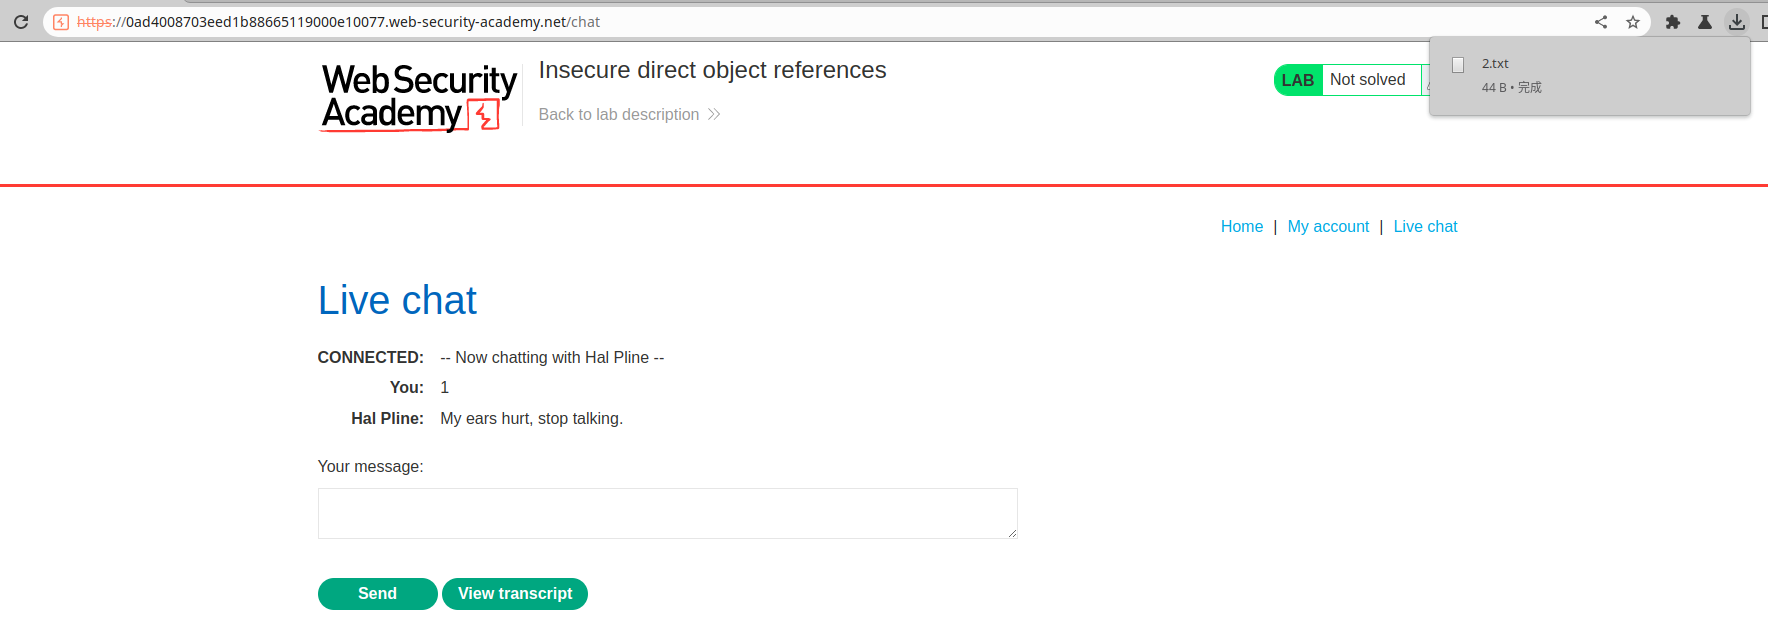 https://0ad4008703eed1b88665119000e10077.web-security-academy.net/chat
2.txt
44 B • 完成
Web Security
Academy
Insecure direct object references
Back to lab description
LAB Not solved
Home | My account | Live chat
Live chat
CONNECTED: -- Now chatting with Hal Pline --
You: 1
Hal Pline: My ears hurt, stop talking.
Your message:
Send View transcript